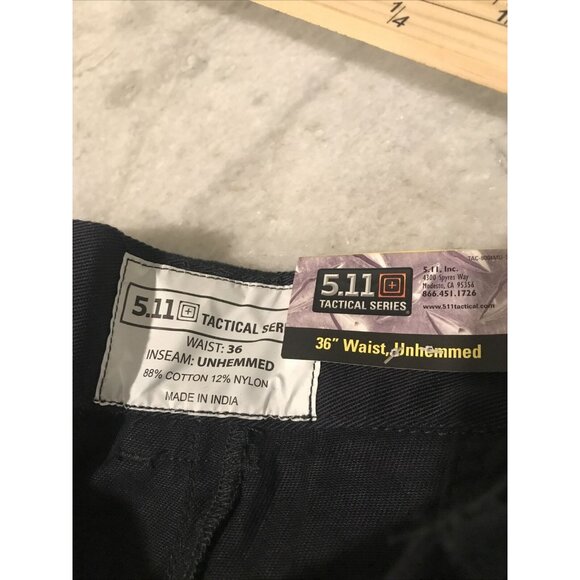 1/4
5.11 TACTICAL SER
WAIST: 36
INSEAM: UNHEMMED
88% COTTON 12% NYLON
MADE IN INDIA
5.11
TACTICAL SERIES
5.11, Inc.
4300 Spyres Way
Modesto, CA 95356
866.451.1726
www.511tactical.com
36" Waist, Unhemmed